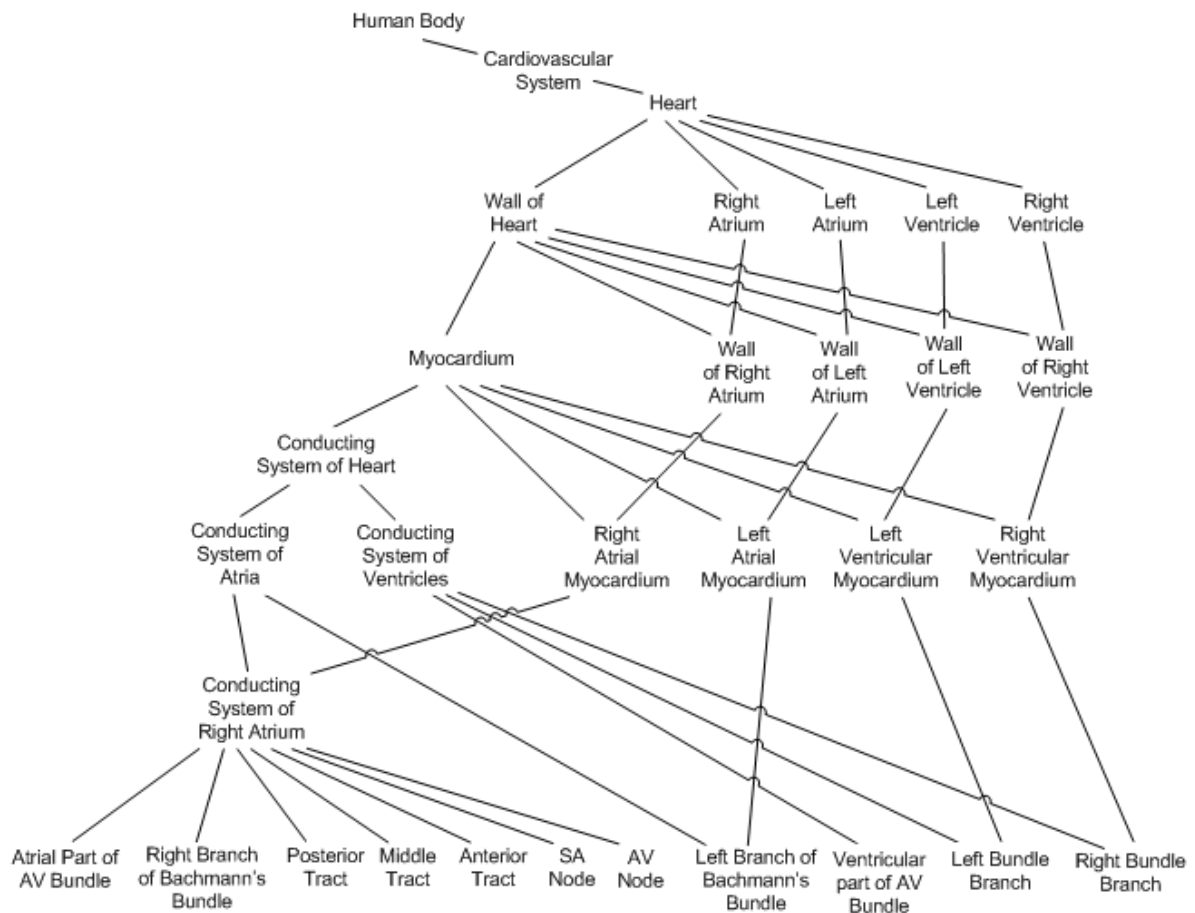 Human Body
Cardiovascular
System
Heart
Wall of
Heart
Right
Atrium
Left
Atrium
Left
Ventricle
Right
Ventricle
Myocardium
Wall
of Right
Atrium
Wall
of Left
Atrium
Wall
of Left
Ventricle
Wall
of Right
Ventricle
Conducting
System of Heart
Conducting
System of
Atria
Conducting
System of
Ventricles
Right
Atrial
Myocardium
Left
Atrial
Myocardium
Left
Ventricular
Myocardium
Right
Ventricular
Myocardium
Conducting
System of
Right Atrium
Atrial Part of
AV Bundle
Right Branch
of Bachmann's
Bundle
Posterior
Tract
Middle
Tract
Anterior
Tract
SA
Node
AV
Node
Left Branch of
Bachmann's
Bundle
Ventricular
part of AV
Bundle
Left Bundle
Branch
Right Bundle
Branch